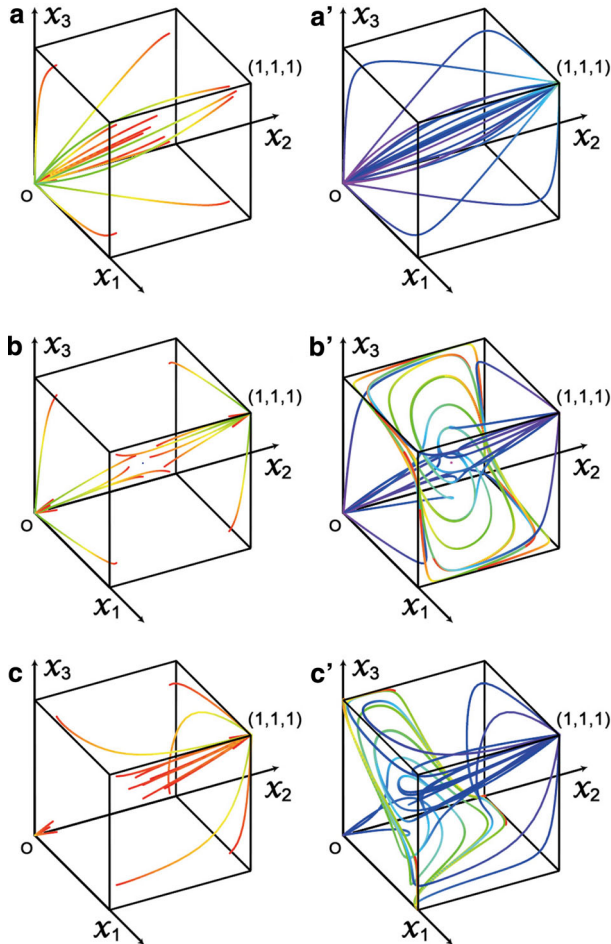 a x3 a’ x3
(1,1,1) (1,1,1)
x2 x2
o o
x1 x1
b x3 b’ x3
(1,1,1) (1,1,1)
x2 x2
o o
x1 x1
c x3 c’ x3
(1,1,1) (1,1,1)
x2 x2
o o
x1 x1